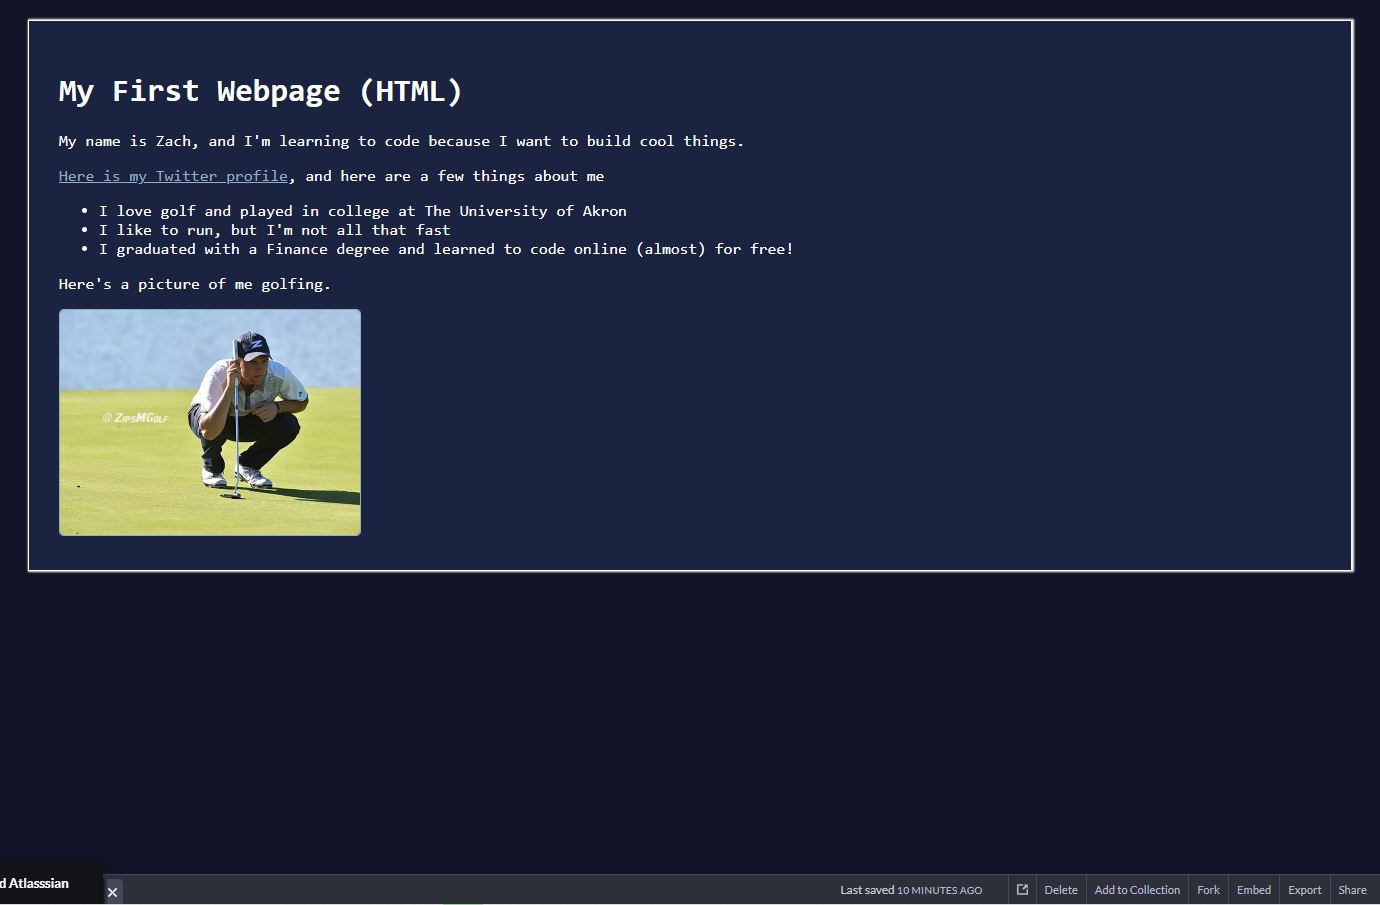 My First Webpage (HTML)
My name is Zach, and I'm learning to code because I want to build cool things.
Here is my Twitter profile, and here are a few things about me
• I love golf and played in college at The University of Akron
• I like to run, but I'm not all that fast
• I graduated with a Finance degree and learned to code online (almost) for free!
Here's a picture of me golfing.
Z
@ZIPSMGOLF
d Atlasssian
×
Last saved 10 MINUTES AGO Delete Add to Collection Fork Embed Export Share